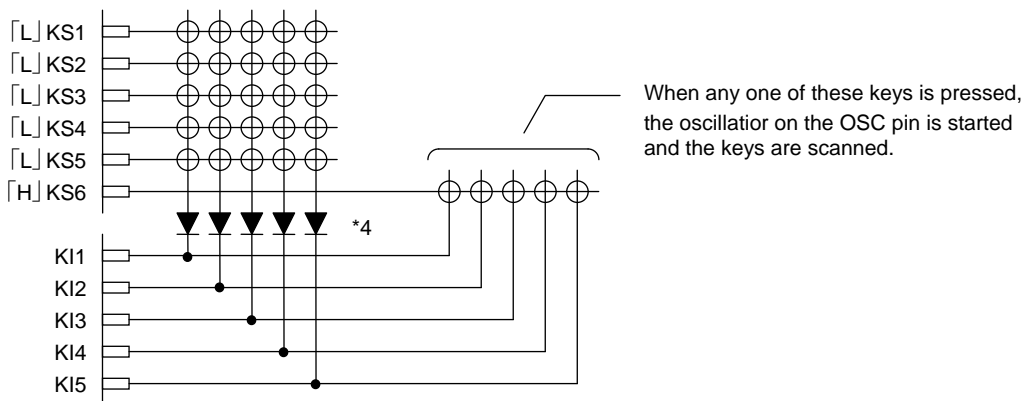 「L」KS1
「L」KS2
「L」KS3
「L」KS4
「L」KS5
「H」KS6
When any one of these keys is pressed,
the oscillatior on the OSC pin is started
and the keys are scanned.
*4
KI1
KI2
KI3
KI4
KI5